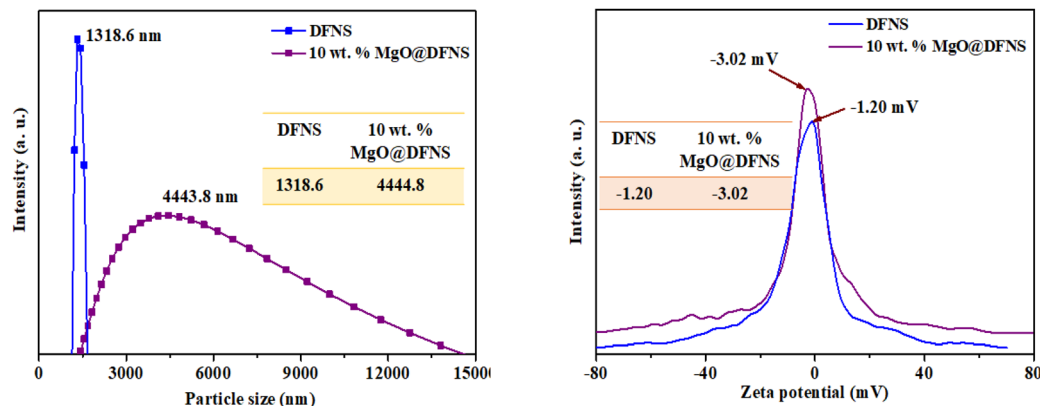 1318.6 nm
DFNS
10 wt. % MgO@DFNS
DFNS 10 wt. %
MgO@DFNS
1318.6 4444.8
4443.8 nm
Intensity (a. u.)
0 3000 6000 9000 12000 15000
Particle size (nm)
DFNS
10 wt. % MgO@DFNS
-3.02 mV
-1.20 mV
DFNS 10 wt. %
MgO@DFNS
-1.20 -3.02
Intensity (a. u.)
-80 -40 0 40 80
Zeta potential (mV)